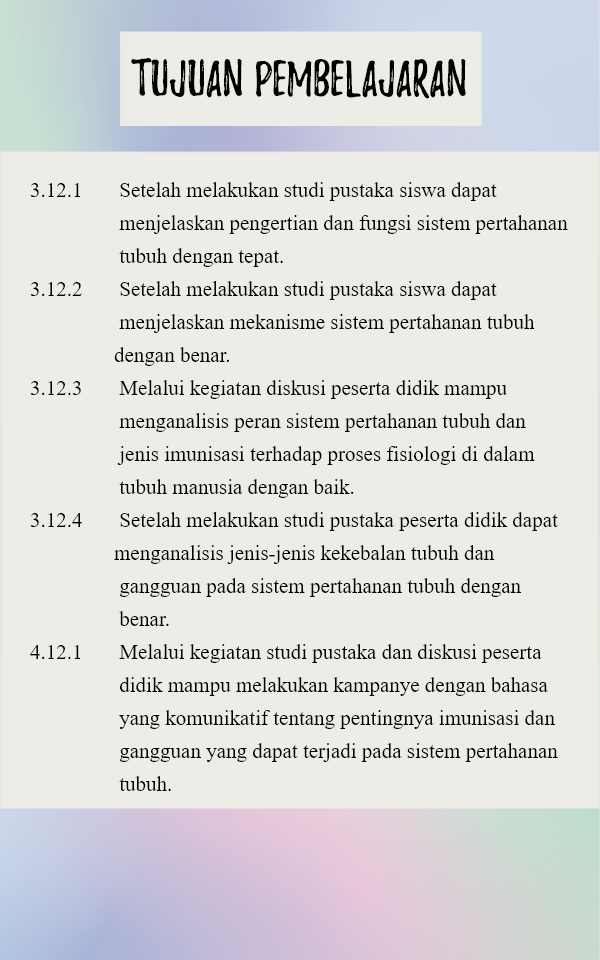 TUJUAN PEMBELAJARAN
3.12.1 Setelah melakukan studi pustaka siswa dapat
menjelaskan pengertian dan fungsi sistem pertahanan
tubuh dengan tepat.
3.12.2 Setelah melakukan studi pustaka siswa dapat
menjelaskan mekanisme sistem pertahanan tubuh
dengan benar.
3.12.3 Melalui kegiatan diskusi peserta didik mampu
menganalisis peran sistem pertahanan tubuh dan
jenis imunisasi terhadap proses fisiologi di dalam
tubuh manusia dengan baik.
3.12.4 Setelah melakukan studi pustaka peserta didik dapat
menganalisis jenis-jenis kekebalan tubuh dan
gangguan pada sistem pertahanan tubuh dengan
benar.
4.12.1 Melalui kegiatan studi pustaka dan diskusi peserta
didik mampu melakukan kampanye dengan bahasa
yang komunikatif tentang pentingnya imunisasi dan
gangguan yang dapat terjadi pada sistem pertahanan
tubuh.